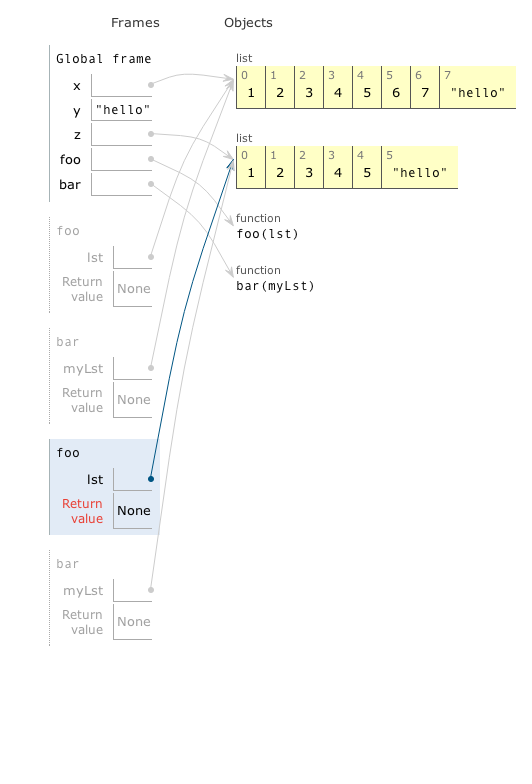 Frames Objects
Global frame
x
y "hello"
z
foo
bar
list
0 1 2 3 4 5 6 7
1 2 3 4 5 6 7 "hello"
list
0 1 2 3 4 5
1 2 3 4 5 "hello"
function
foo(lst)
function
bar(myLst)
foo
lst
Return
value None
bar
myLst
Return
value None
foo
lst
Return
value None
bar
myLst
Return
value None